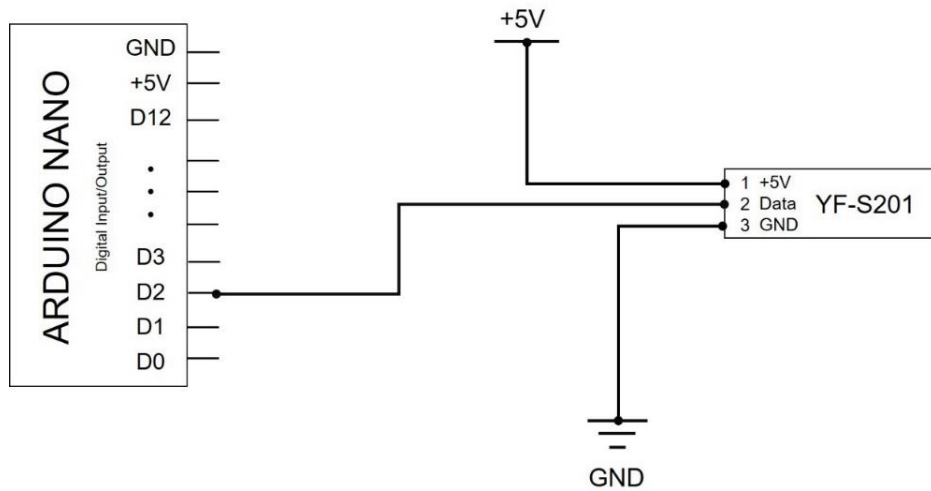 +5V
ARDUINO NANO
Digital Input/Output
GND
+5V
D12
D3
D2
D1
D0
1 +5V
2 Data
3 GND
YF-S201
GND